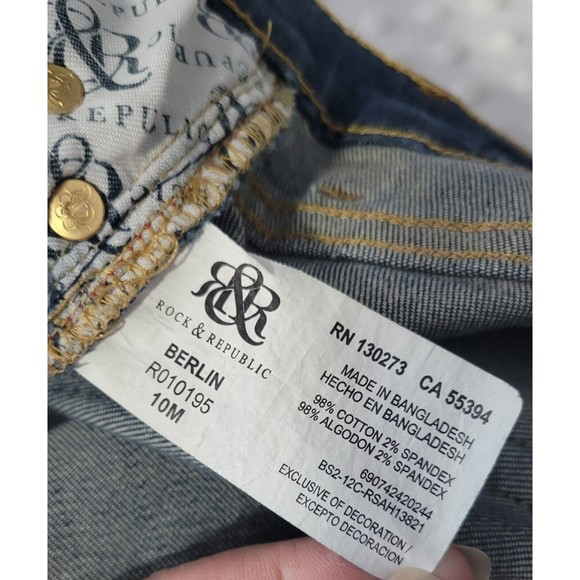 R&R
REPUBLIC
R&R
ROCK & REPUBLIC
BERLIN
R010195
10M
RN 130273 CA 55394
MADE IN BANGLADESH
HECHO EN BANGLADESH
98% COTTON 2% SPANDEX
98% ALGODON 2% SPANDEX
690742420244
BS2-12C-RSAH13821
EXCLUSIVE OF DECORATION/
EXCEPTO DECORACION